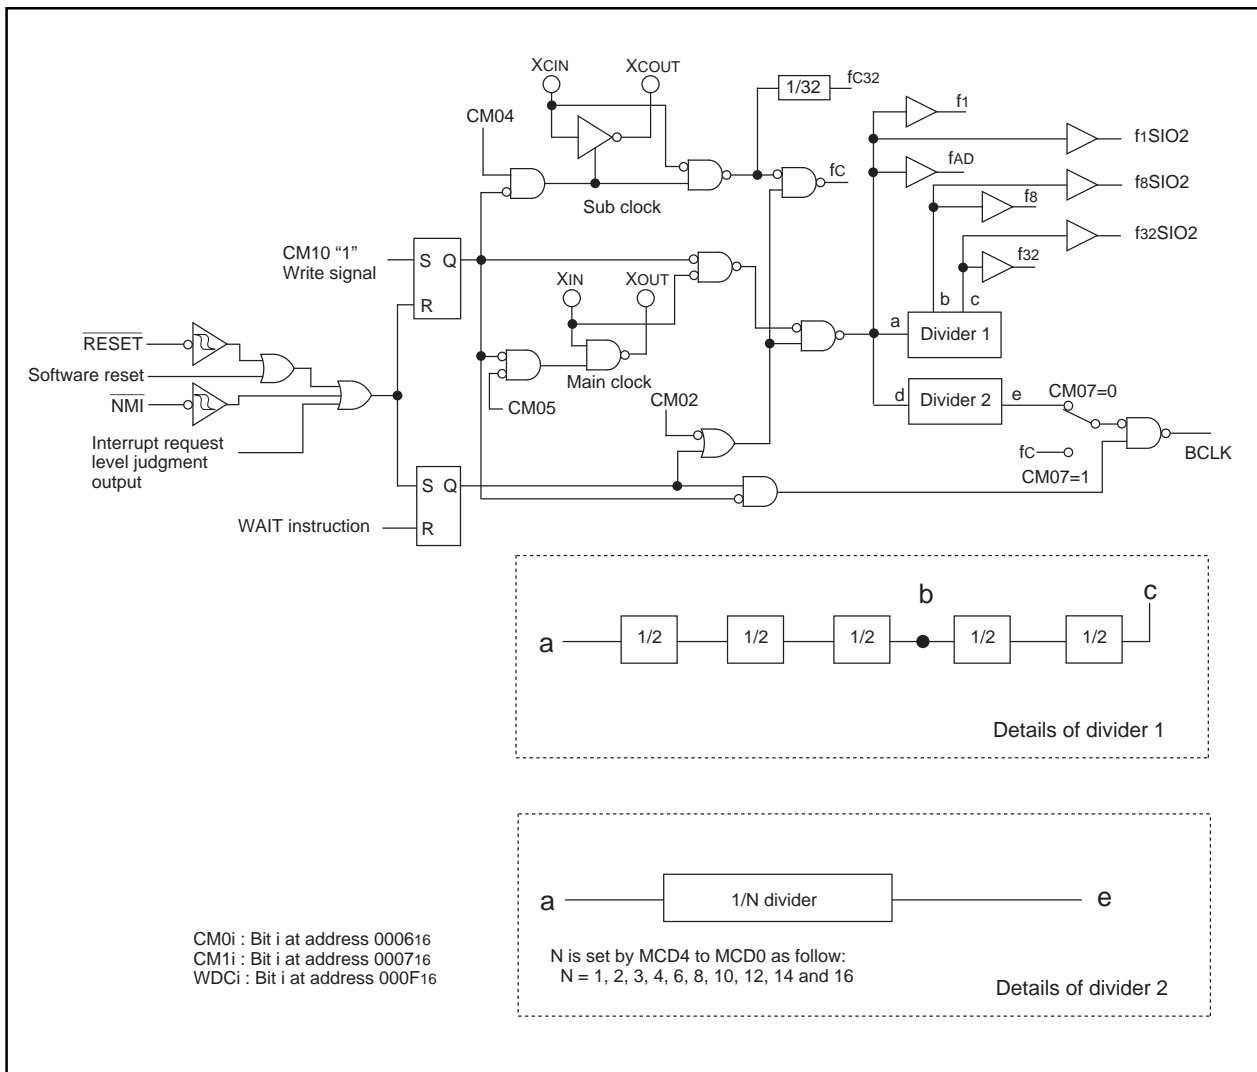 XCIN
XCOUT
1/32
fC32
CM04
fC
Sub clock
f1
fAD
f1SIO2
f8SIO2
f8
f32SIO2
f32
CM10 “1”
Write signal
S Q
R
XIN
XOUT
Main clock
CM05
RESET
Software reset
NMI
Interrupt request
level judgment
output
CM02
b c
a
Divider 1
d
Divider 2
e
CM07=0
fC
CM07=1
BCLK
S Q
R
WAIT instruction
a
1/2
1/2
1/2
b
1/2
1/2
c
Details of divider 1
a
1/N divider
e
N is set by MCD4 to MCD0 as follow:
N = 1, 2, 3, 4, 6, 8, 10, 12, 14 and 16
Details of divider 2
CM0i : Bit i at address 000616
CM1i : Bit i at address 000716
WDCi : Bit i at address 000F16